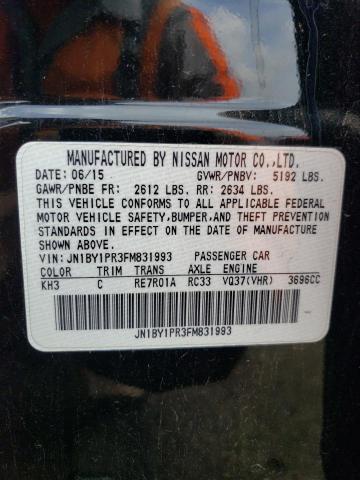 MANUFACTURED BY NISSAN MOTOR CO.,LTD.
DATE: 06/15 GVWR/PNBV: 5192 LBS.
GAWR/PNBE FR: 2612 LBS. RR: 2634 LBS.
THIS VEHICLE CONFORMS TO ALL APPLICABLE FEDERAL
MOTOR VEHICLE SAFETY,BUMPER,AND THEFT PREVENTION
STANDARDS IN EFFECT ON THE DATE OF MANUFACTURE
SHOWN ABOVE.
VIN: JN1BY1PR3FM831993 PASSENGER CAR
COLOR TRIM TRANS AXLE ENGINE
KH3 C RE7R01A RC33 VQ37(VHR) 3696CC
JN1BY1PR3FM831993